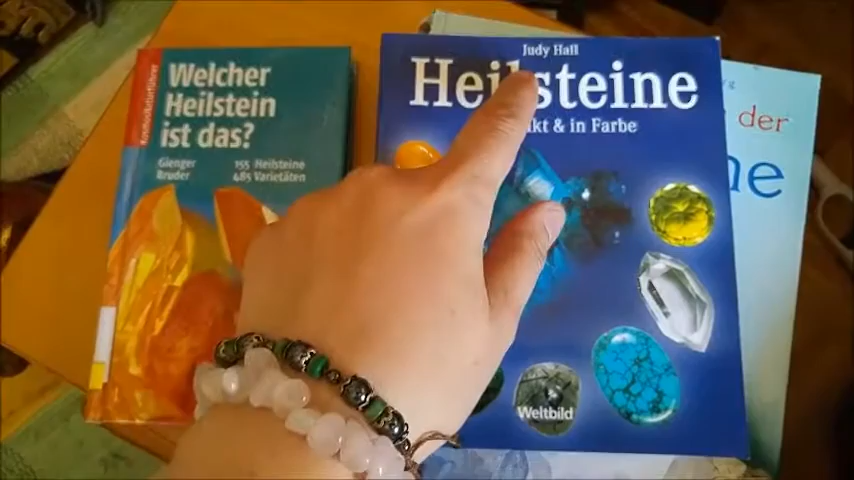 Kosmos Naturführer
Welcher
Heilstein
ist das?
Gienger
Bruder
155 Heilsteine
485 Varietäten
Judy Hall
Heilsteine
kt & in Farbe
Weltbild
der
ne